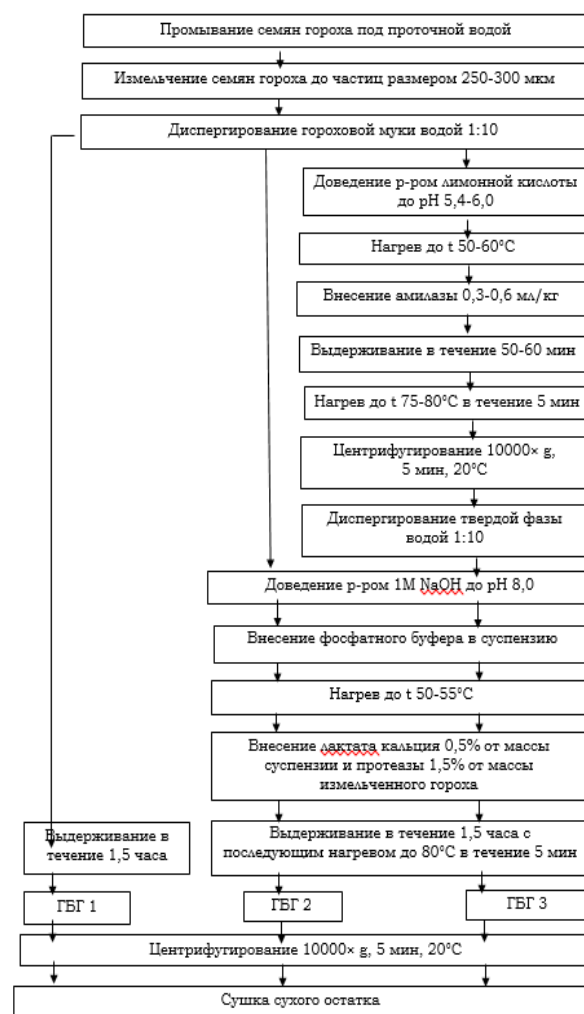 Промывание семян гороха под проточной водой
Измельчение семян гороха до частиц размером 250-300 мкм
Диспергирование гороховой муки водой 1:10
Доведение р-ром лимонной кислоты
до pH 5,4-6,0
Нагрев до t 50-60°C
Внесение амилазы 0,3-0,6 мл/кг
Выдерживание в течение 50-60 мин
Нагрев до t 75-80°C в течение 5 мин
Центрифугирование 10000× g,
5 мин, 20°C
Диспергирование твердой фазы
водой 1:10
Доведение р-ром 1М NaOH до pH 8,0
Внесение фосфатного буфера в суспензию
Нагрев до t 50-55°C
Внесение лактата кальция 0,5% от массы
суспензии и протеазы 1,5% от массы
измельченного гороха
Выдерживание в
течение 1,5 часа
Выдерживание в течение 1,5 часа с
последующим нагревом до 80°C в течение 5 мин
ГБГ 1
ГБГ 2
ГБГ 3
Центрифугирование 10000× g, 5 мин, 20°C
Сушка сухого остатка